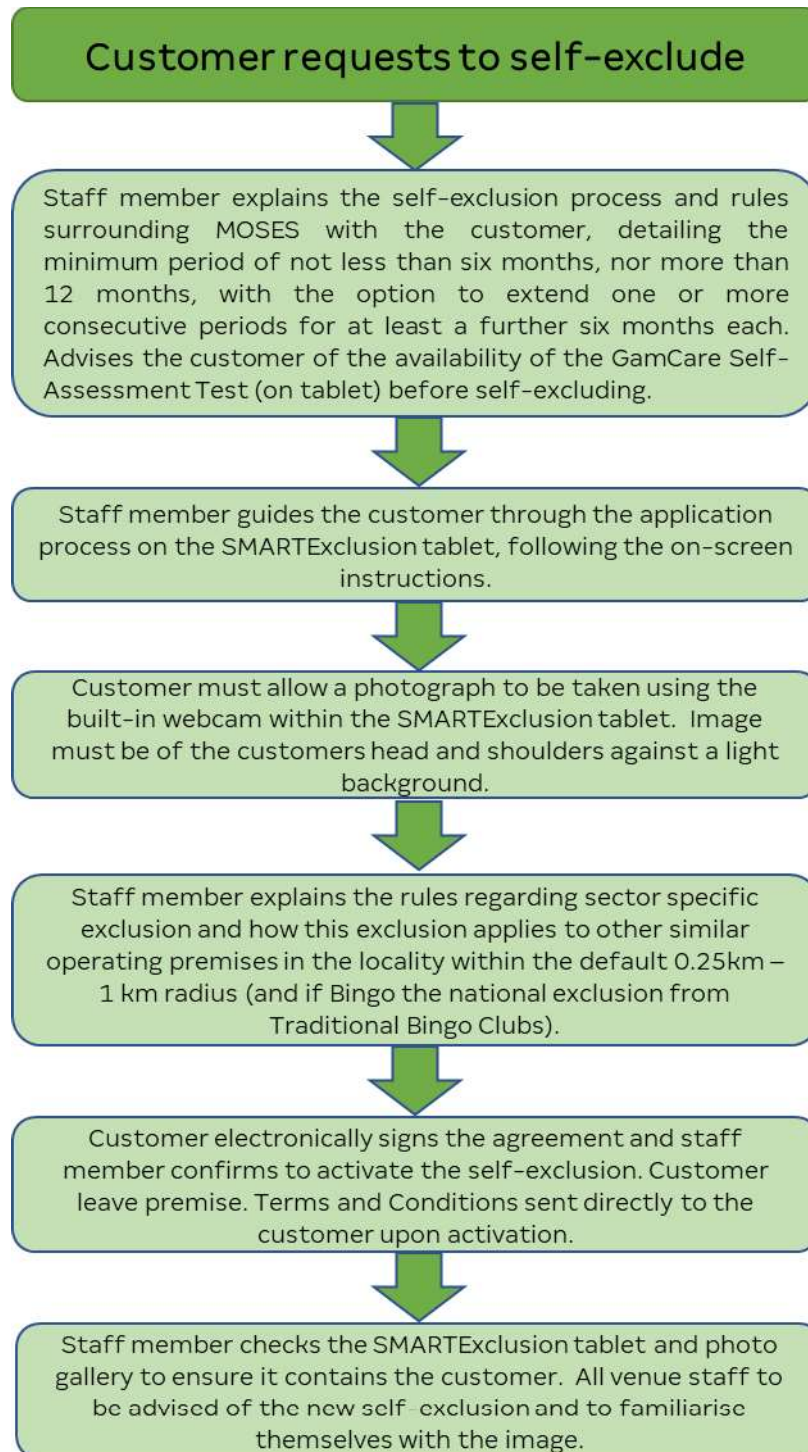 Customer requests to self-exclude
Staff member explains the self-exclusion process and rules
surrounding MOSES with the customer, detailing the
minimum period of not less than six months, nor more than
12 months, with the option to extend one or more
consecutive periods for at least a further six months each.
Advises the customer of the availability of the GamCare Self-
Assessment Test (on tablet) before self-excluding.
Staff member guides the customer through the application
process on the SMARTExclusion tablet, following the on-screen
instructions.
Customer must allow a photograph to be taken using the
built-in webcam within the SMARTExclusion tablet.  Image
must be of the customers head and shoulders against a light
background.
Staff member explains the rules regarding sector specific
exclusion and how this exclusion applies to other similar
operating premises in the locality within the default 0.25km –
1 km radius (and if Bingo the national exclusion from
Traditional Bingo Clubs).
Customer electronically signs the agreement and staff
member confirms to activate the self-exclusion. Customer
leave premise. Terms and Conditions sent directly to the
customer upon activation.
Staff member checks the SMARTExclusion tablet and photo
gallery to ensure it contains the customer.  All venue staff to
be advised of the new self-exclusion and to familiarise
themselves with the image.